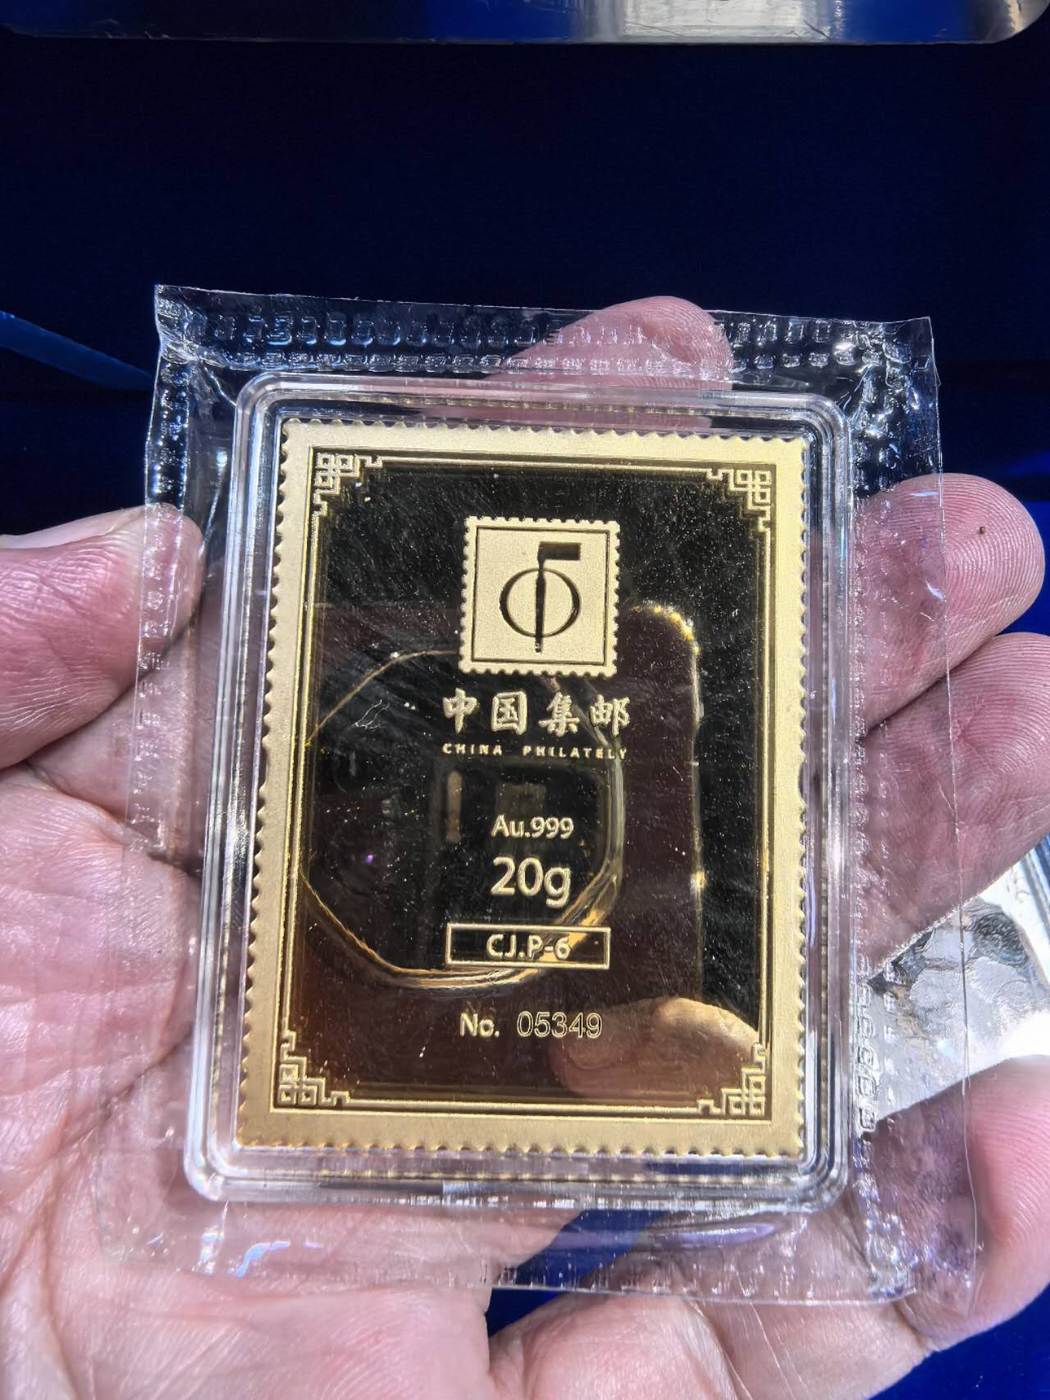 中国集邮
CHINA PHILATELY
Au.999
20g
CJ.P-6
No. 05349